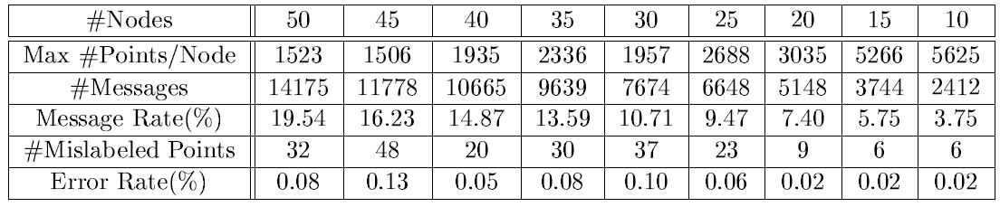 #Nodes 50 45 40 35 30 25 20 15 10
Max #Points/Node 1523 1506 1935 2336 1957 2688 3035 5266 5625
#Messages 14175 11778 10665 9639 7674 6648 5148 3744 2412
Message Rate(%) 19.54 16.23 14.87 13.59 10.71 9.47 7.40 5.75 3.75
#Mislabeled Points 32 48 20 30 37 23 9 6 6
Error Rate(%) 0.08 0.13 0.05 0.08 0.10 0.06 0.02 0.02 0.02